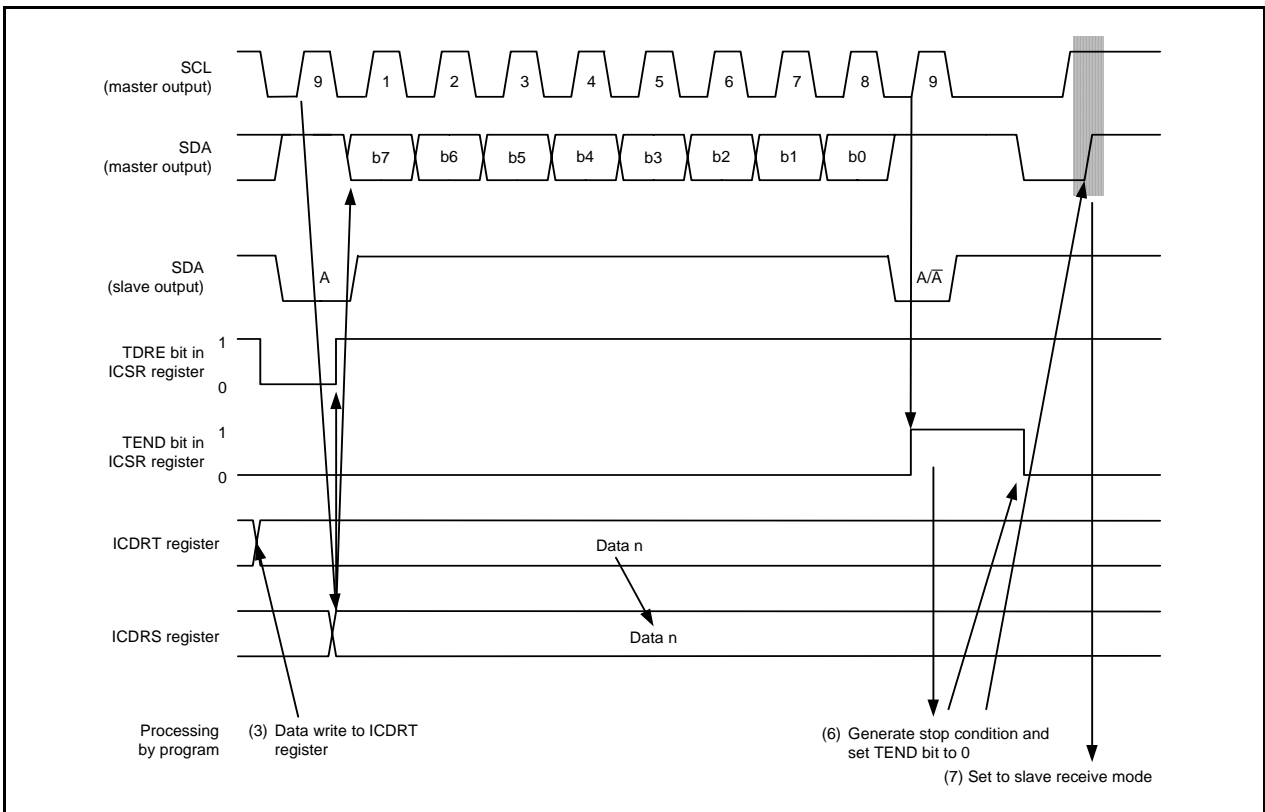 SCL
(master output)
9 1 2 3 4 5 6 7 8 9
SDA
(master output)
b7 b6 b5 b4 b3 b2 b1 b0
SDA
(slave output)
A A/A̅
TDRE bit in
ICSR register
1
0
TEND bit in
ICSR register
1
0
ICDRT register
Data n
ICDRS register
Data n
Processing
by program
(3) Data write to ICDRT
register
(6) Generate stop condition and
set TEND bit to 0
(7) Set to slave receive mode